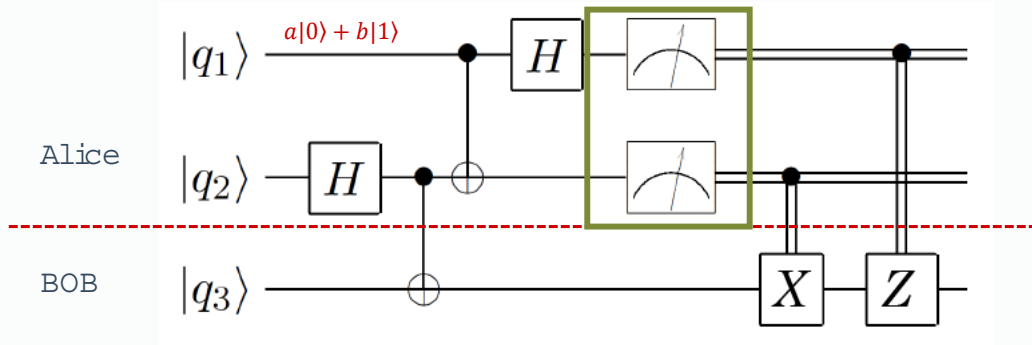 a|0⟩ + b|1⟩
|q₁⟩ H
Alice
|q₂⟩ H
BOB
|q₃⟩ X Z